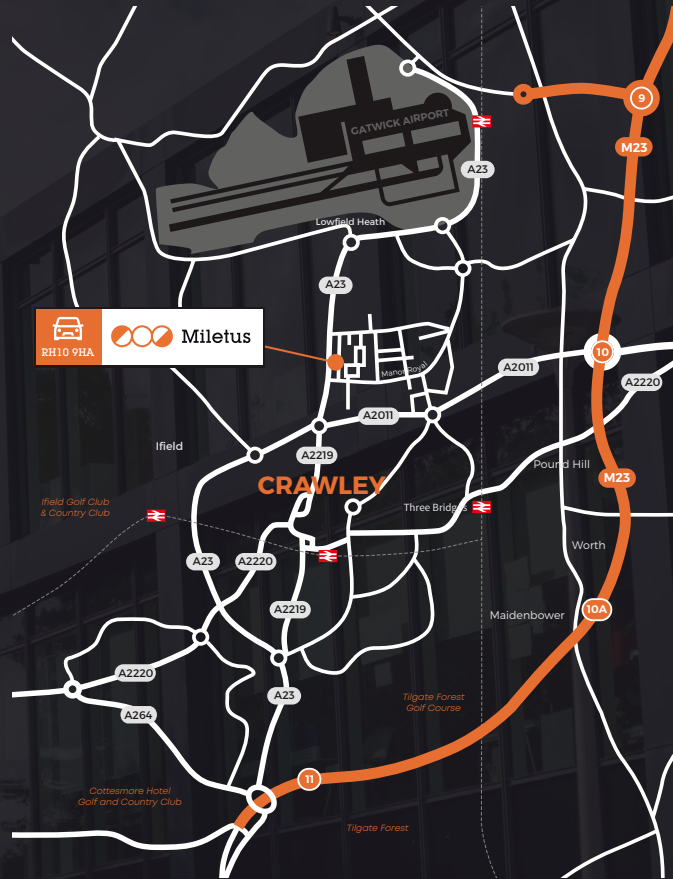 9
M23
GATWICK AIRPORT
A23
Lowfield Heath
A23
RH10 9HA
Miletus
10
Manor Royal
A2011
A2220
A2011
Ifield
A2219
Pound Hill
CRAWLEY
M23
Ifield Golf Club
& Country Club
Three Bridges
A23
A2220
Worth
A2219
10A
Maidenbower
A2220
A23
Tilgate Forest
Golf Course
A264
11
Cottesmore Hotel
Golf and Country Club
Tilgate Forest